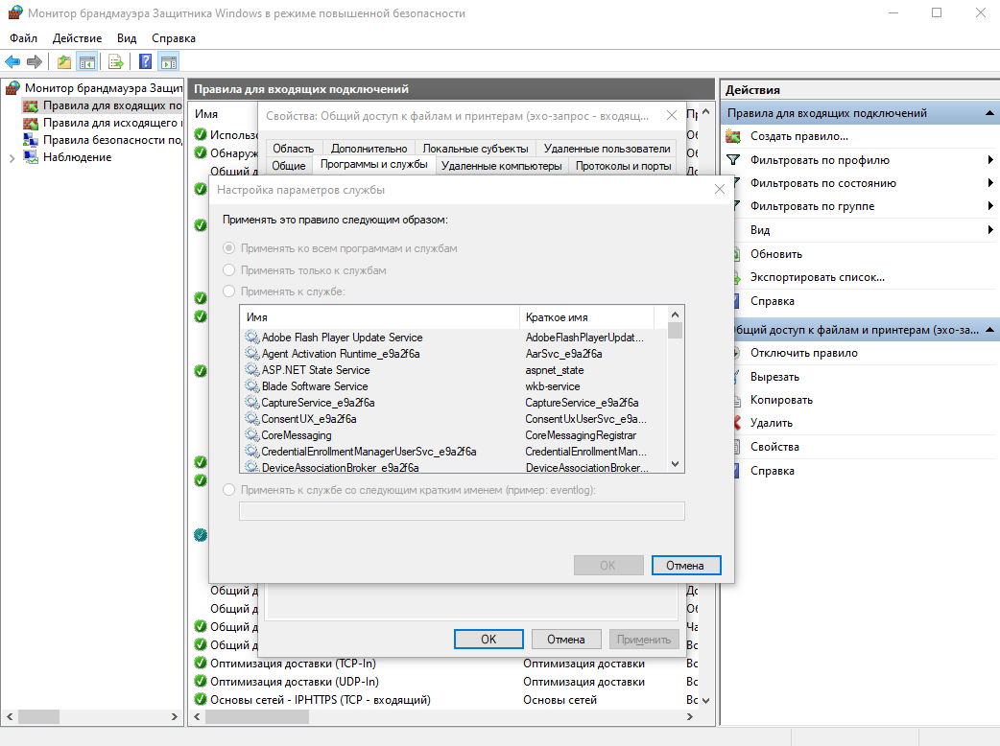 Монитор брандмауэра Защитника Windows в режиме повышенной безопасности
Файл Действие Вид Справка
Монитор брандмауэра Защит
Правила для входящих по
Правила для исходящего
Правила безопасности по
Наблюдение
Правила для входящих подключений
Имя
Использ
Обнаруж
Общий д
Свойства: Общий доступ к файлам и принтерам (эхо-запрос - входящ...
Область Дополнительно Локальные субъекты Удаленные пользователи
Общие Программы и службы Удаленные компьютеры Протоколы и порты
Настройка параметров службы
Применять это правило следующим образом:
Применять ко всем программам и службам
Применять только к службам
Применять к службе:
Имя Краткое имя
Adobe Flash Player Update Service AdobeFlashPlayerUpdat...
Agent Activation Runtime_e9a2f6a AarSvc_e9a2f6a
ASP.NET State Service aspnet_state
Blade Software Service wkb-service
CaptureService_e9a2f6a CaptureService_e9a2f6a
ConsentUX_e9a2f6a ConsentUxUserSvc_e9a...
CoreMessaging CoreMessagingRegistrar
CredentialEnrollmentManagerUserSvc_e9a2f6a CredentialEnrollmentMan...
DeviceAssociationBroker_e9a2f6a DeviceAssociationBroker...
Применять к службе со следующим кратким именем (пример: eventlog):
OK Отмена
Общий д
Общий д
Общий д
Общий д
OK Отмена Применить
Оптимизация доставки (TCP-In) Оптимизация доставки Вс
Оптимизация доставки (UDP-In) Оптимизация доставки Вс
Основы сетей - IPHTTPS (TCP - входящий) Основы сетей Вс
Действия
Правила для входящих подключений
Создать правило...
Фильтровать по профилю
Фильтровать по состоянию
Фильтровать по группе
Вид
Обновить
Экспортировать список...
Справка
бщий доступ к файлам и принтерам (эхо-за...
Отключить правило
Вырезать
Копировать
Удалить
Свойства
Справка